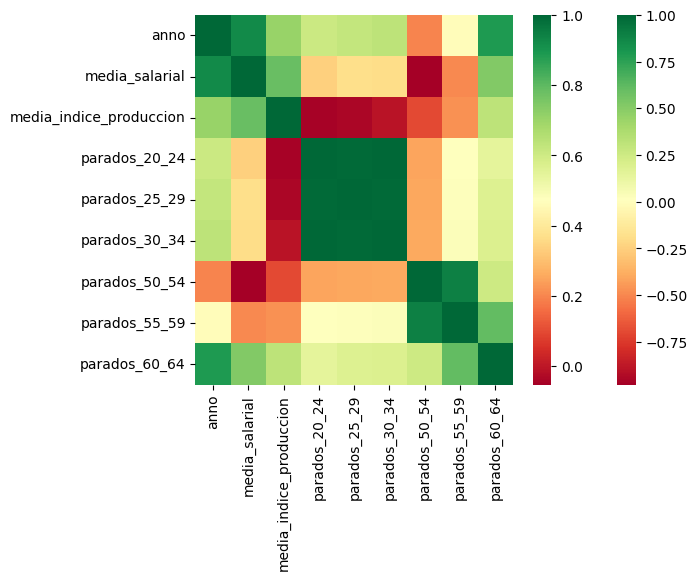 anno
media_salarial
media_indice_produccion
parados_20_24
parados_25_29
parados_30_34
parados_50_54
parados_55_59
parados_60_64
anno
media_salarial
media_indice_produccion
parados_20_24
parados_25_29
parados_30_34
parados_50_54
parados_55_59
parados_60_64
1.0
0.8
0.6
0.4
0.2
0.0
1.00
0.75
0.50
0.25
0.00
−0.25
−0.50
−0.75